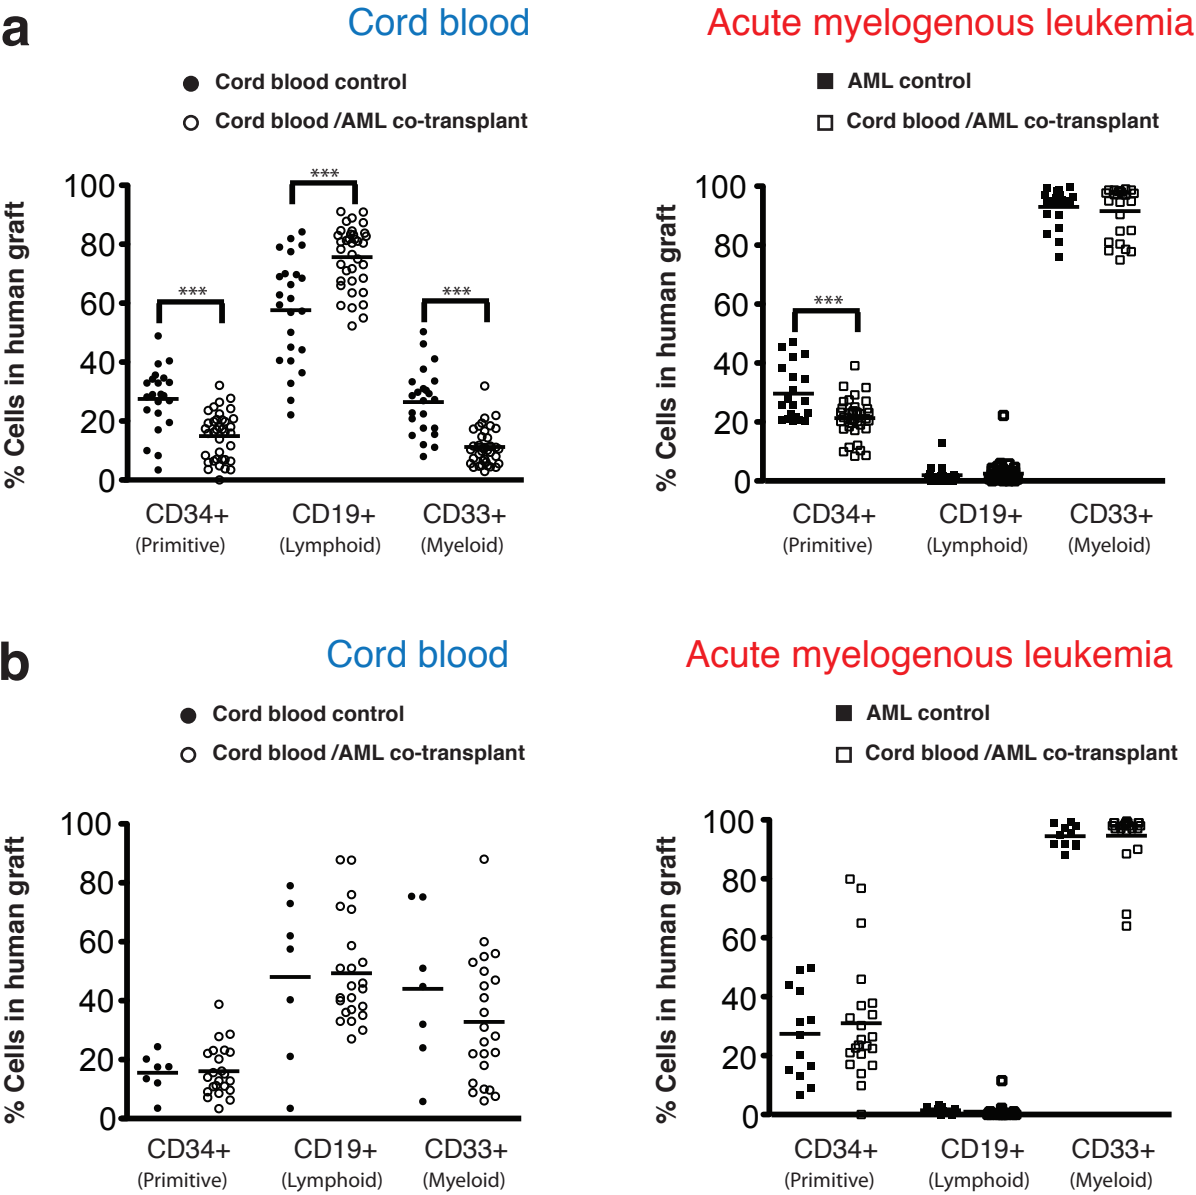 a
Cord blood
Cord blood control
Cord blood /AML co-transplant
% Cells in human graft
100
80
60
40
20
0
***
***
***
CD34+
(Primitive)
CD19+
(Lymphoid)
CD33+
(Myeloid)
Acute myelogenous leukemia
AML control
Cord blood /AML co-transplant
% Cells in human graft
100
80
60
40
20
0
***
CD34+
(Primitive)
CD19+
(Lymphoid)
CD33+
(Myeloid)
b
Cord blood
Cord blood control
Cord blood /AML co-transplant
% Cells in human graft
100
80
60
40
20
0
CD34+
(Primitive)
CD19+
(Lymphoid)
CD33+
(Myeloid)
Acute myelogenous leukemia
AML control
Cord blood /AML co-transplant
% Cells in human graft
100
80
60
40
20
0
CD34+
(Primitive)
CD19+
(Lymphoid)
CD33+
(Myeloid)